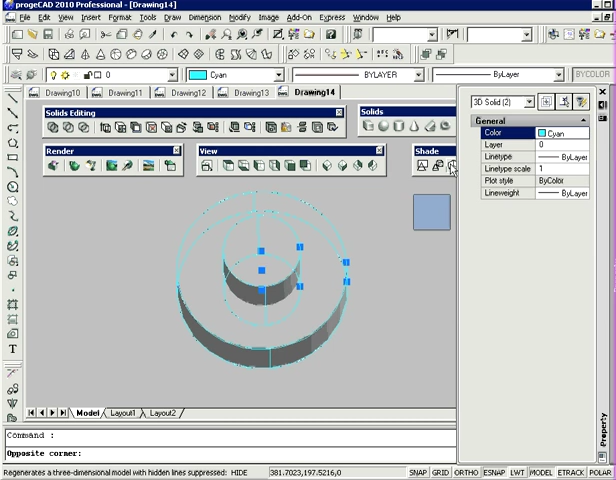 progeCAD 2010 Professional - [Drawing14]
File Edit View Insert Format Tools Draw Dimension Modify Image Add-On Express Window Help
0 Cyan BYLAYER ByLayer BYCOLOR
Drawing10 Drawing11 Drawing12 Drawing13 Drawing14
Solids Editing
Solids
Render
View
Shade
3D Solid (2)
General
Color Cyan
Layer 0
Linetype ByLayer
Linetype scale 1
Plot style ByColor
Lineweight ByLayer
Property
Model Layout1 Layout2
Command :
Opposite corner:
Regenerates a three-dimensional model with hidden lines suppressed: HIDE 381.7023,197.5216,0 SNAP GRID ORTHO ESNAP LWT MODEL ETRACK POLAR
T